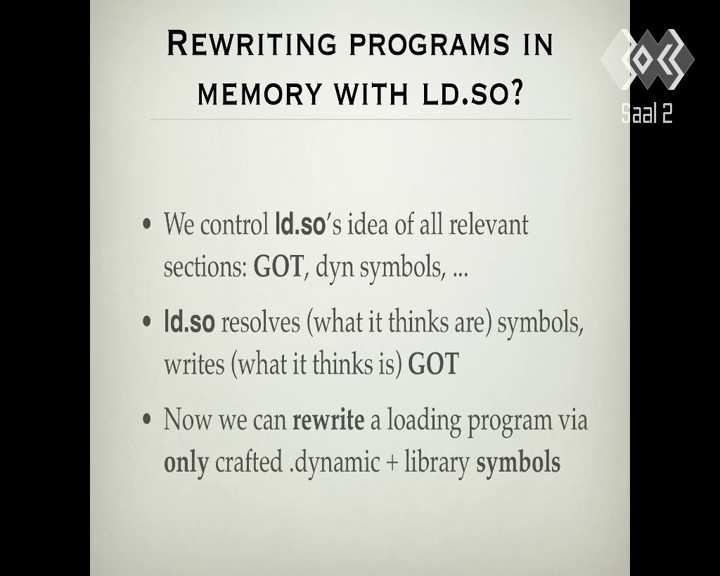 Rewriting programs in
memory with ld.so?
Saal 2
• We control ld.so's idea of all relevant
sections: GOT, dyn symbols, ...
• ld.so resolves (what it thinks are) symbols,
writes (what it thinks is) GOT
• Now we can rewrite a loading program via
only crafted .dynamic + library symbols